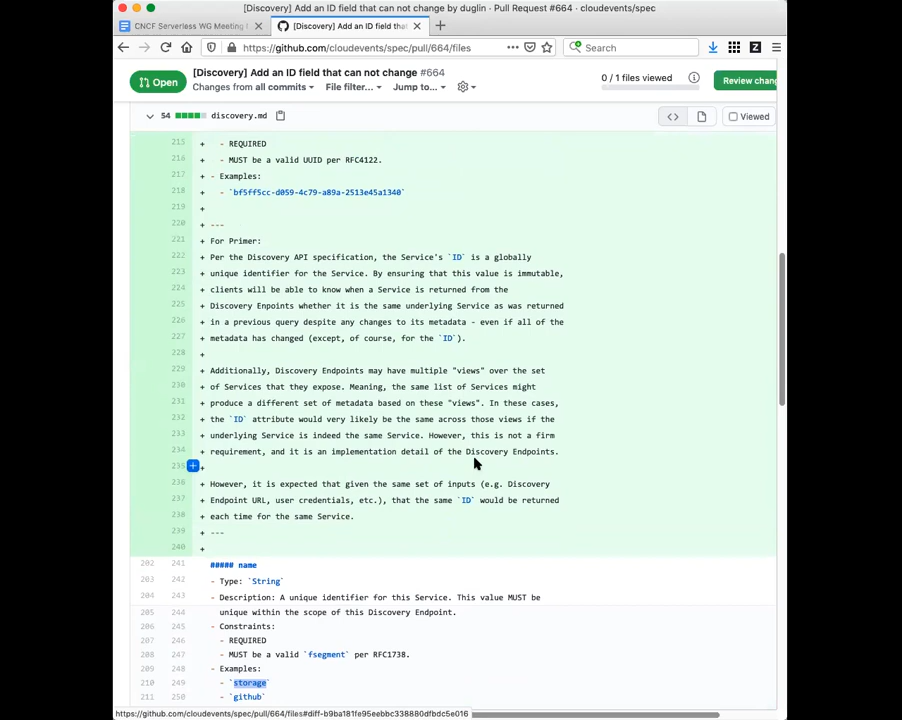 [Discovery] Add an ID field that can not change by duglin · Pull Request #664 · cloudevents/spec
CNCF Serverless WG Meeting
[Discovery] Add an ID field that
https://github.com/cloudevents/spec/pull/664/files
Search
Open
[Discovery] Add an ID field that can not change #664
Changes from all commits File filter... Jump to...
0 / 1 files viewed
Review chang
54 discovery.md
Viewed
215 + - REQUIRED
216 + - MUST be a valid UUID per RFC4122.
217 + - Examples:
218 + - `bf5ff5cc-d059-4c79-a89a-2513e45a1340`
219 +
220 + ---
221 + For Primer:
222 + Per the Discovery API specification, the Service's `ID` is a globally
223 + unique identifier for the Service. By ensuring that this value is immutable,
224 + clients will be able to know when a Service is returned from the
225 + Discovery Enpoints whether it is the same underlying Service as was returned
226 + in a previous query despite any changes to its metadata - even if all of the
227 + metadata has changed (except, of course, for the `ID`).
228 +
229 + Additionally, Discovery Endpoints may have multiple "views" over the set
230 + of Services that they expose. Meaning, the same list of Services might
231 + produce a different set of metadata based on these "views". In these cases,
232 + the `ID` attribute would very likely be the same across those views if the
233 + underlying Service is indeed the same Service. However, this is not a firm
234 + requirement, and it is an implementation detail of the Discovery Endpoints.
235 +
236 + However, it is expected that given the same set of inputs (e.g. Discovery
237 + Endpoint URL, user credentials, etc.), that the same `ID` would be returned
238 + each time for the same Service.
239 + ---
240 +
202 241 ##### name
203 242 - Type: `String`
204 243 - Description: A unique identifier for this Service. This value MUST be
205 244 unique within the scope of this Discovery Endpoint.
206 245 - Constraints:
207 246 - REQUIRED
208 247 - MUST be a valid `fsegment` per RFC1738.
209 248 - Examples:
210 249 - `storage`
211 250 - `github`
https://github.com/cloudevents/spec/pull/664/files#diff-b9ba181fe95eebbc338880dfbdc5e016